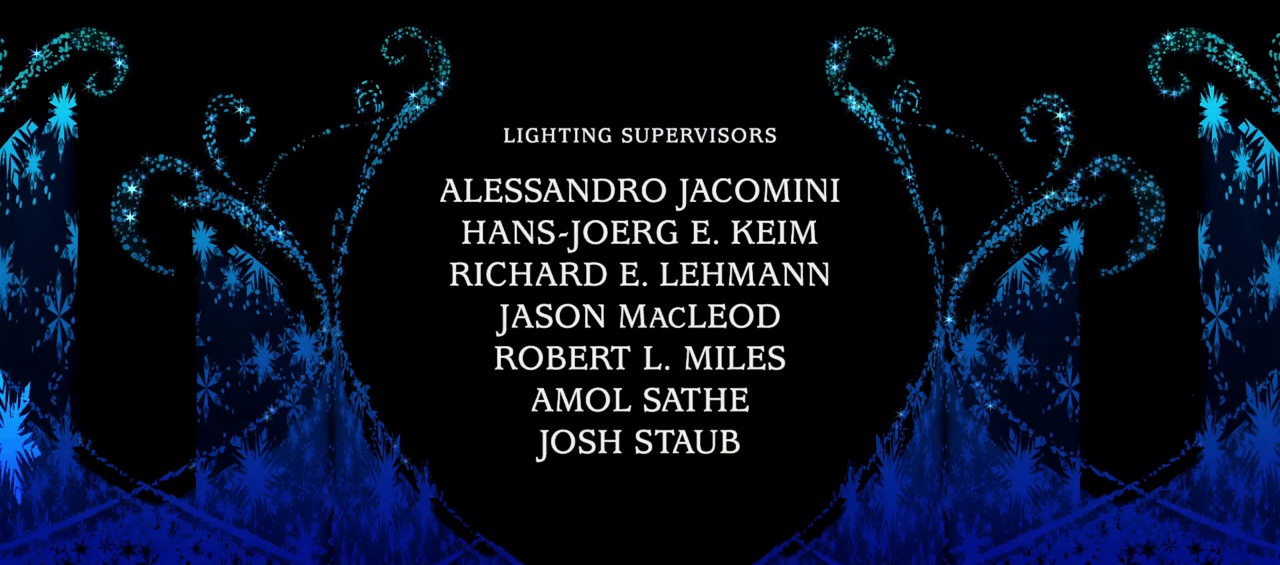 LIGHTING SUPERVISORS
ALESSANDRO JACOMINI
HANS-JOERG E. KEIM
RICHARD E. LEHMANN
JASON MACLEOD
ROBERT L. MILES
AMOL SATHE
JOSH STAUB